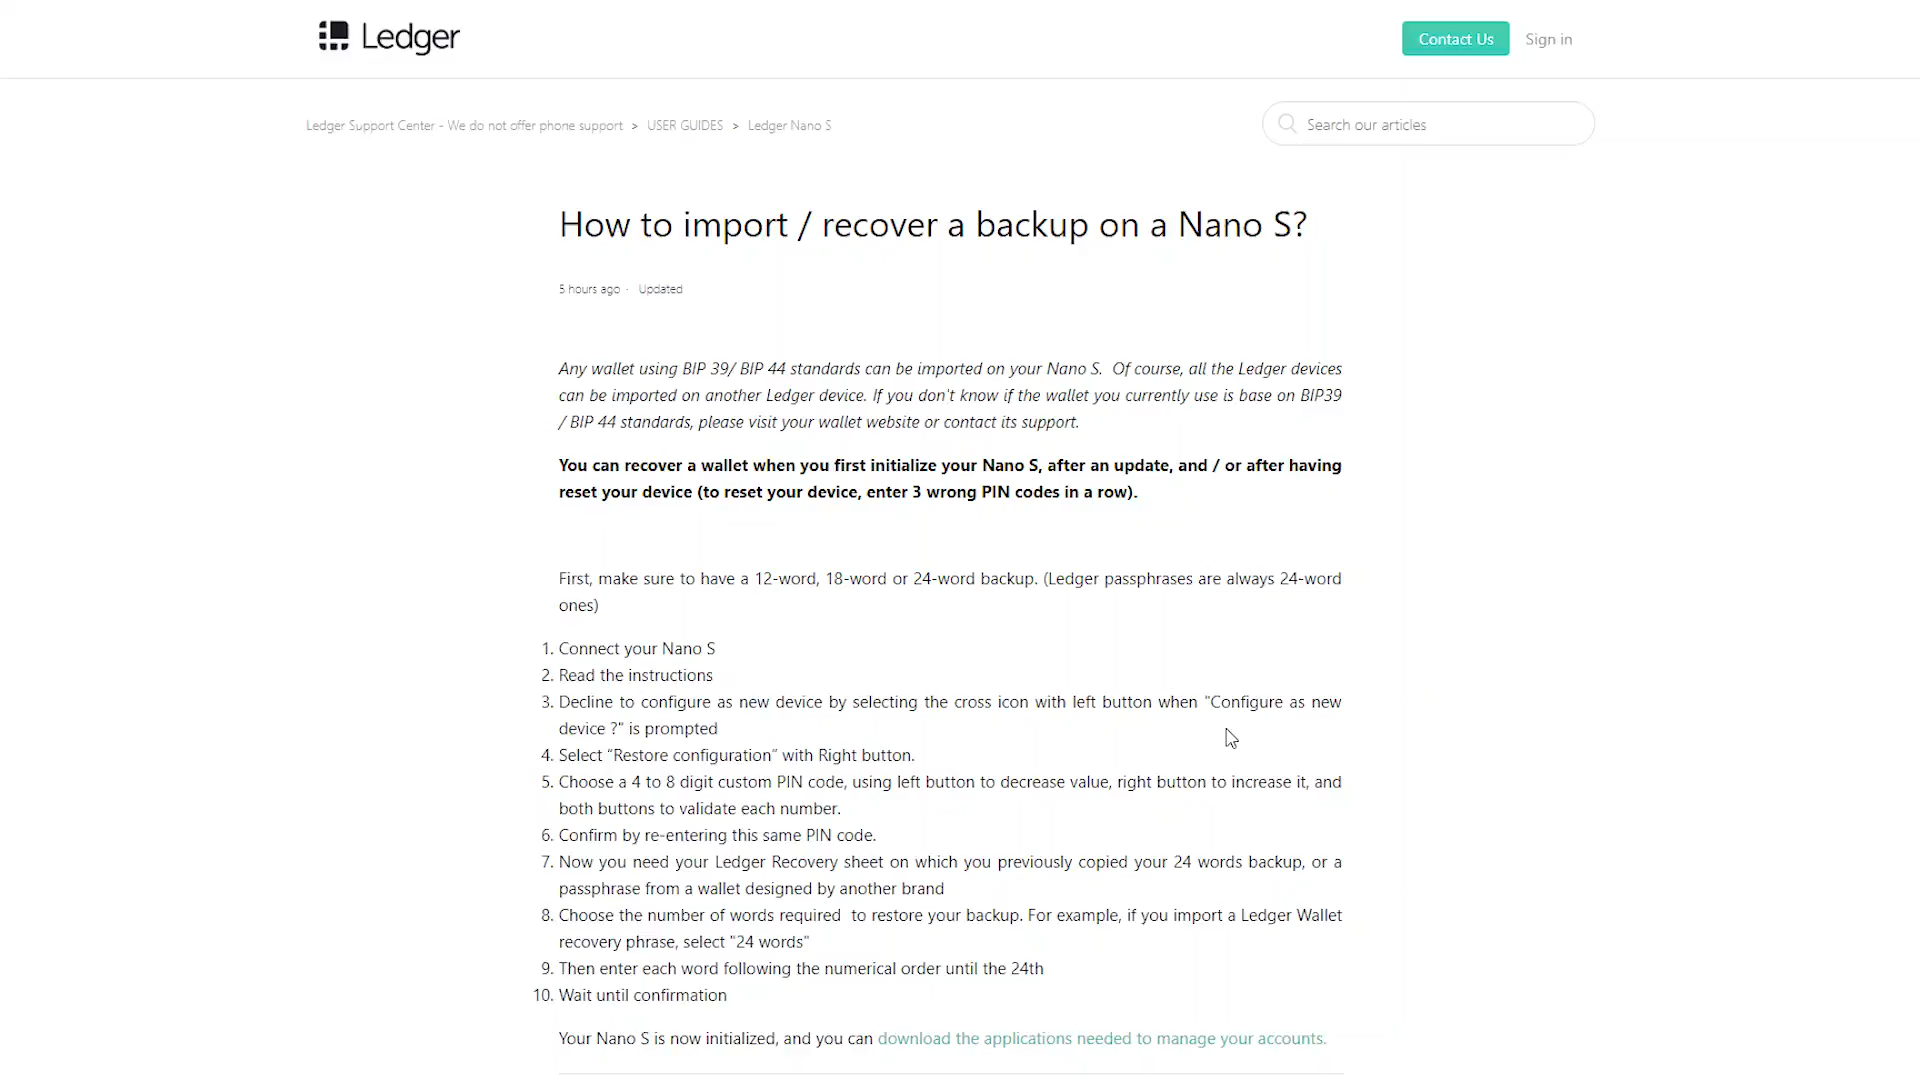 Ledger
Contact Us
Sign in
Ledger Support Center - We do not offer phone support > USER GUIDES > Ledger Nano S
Search our articles
How to import / recover a backup on a Nano S?
5 hours ago · Updated
Any wallet using BIP 39/ BIP 44 standards can be imported on your Nano S.  Of course, all the Ledger devices
can be imported on another Ledger device. If you don't know if the wallet you currently use is base on BIP39
/ BIP 44 standards, please visit your wallet website or contact its support.
You can recover a wallet when you first initialize your Nano S, after an update, and / or after having
reset your device (to reset your device, enter 3 wrong PIN codes in a row).
First, make sure to have a 12-word, 18-word or 24-word backup. (Ledger passphrases are always 24-word
ones)
1. Connect your Nano S
2. Read the instructions
3. Decline to configure as new device by selecting the cross icon with left button when "Configure as new
device ?" is prompted
4. Select “Restore configuration” with Right button.
5. Choose a 4 to 8 digit custom PIN code, using left button to decrease value, right button to increase it, and
both buttons to validate each number.
6. Confirm by re-entering this same PIN code.
7. Now you need your Ledger Recovery sheet on which you previously copied your 24 words backup, or a
passphrase from a wallet designed by another brand
8. Choose the number of words required  to restore your backup. For example, if you import a Ledger Wallet
recovery phrase, select "24 words"
9. Then enter each word following the numerical order until the 24th
10. Wait until confirmation
Your Nano S is now initialized, and you can download the applications needed to manage your accounts.